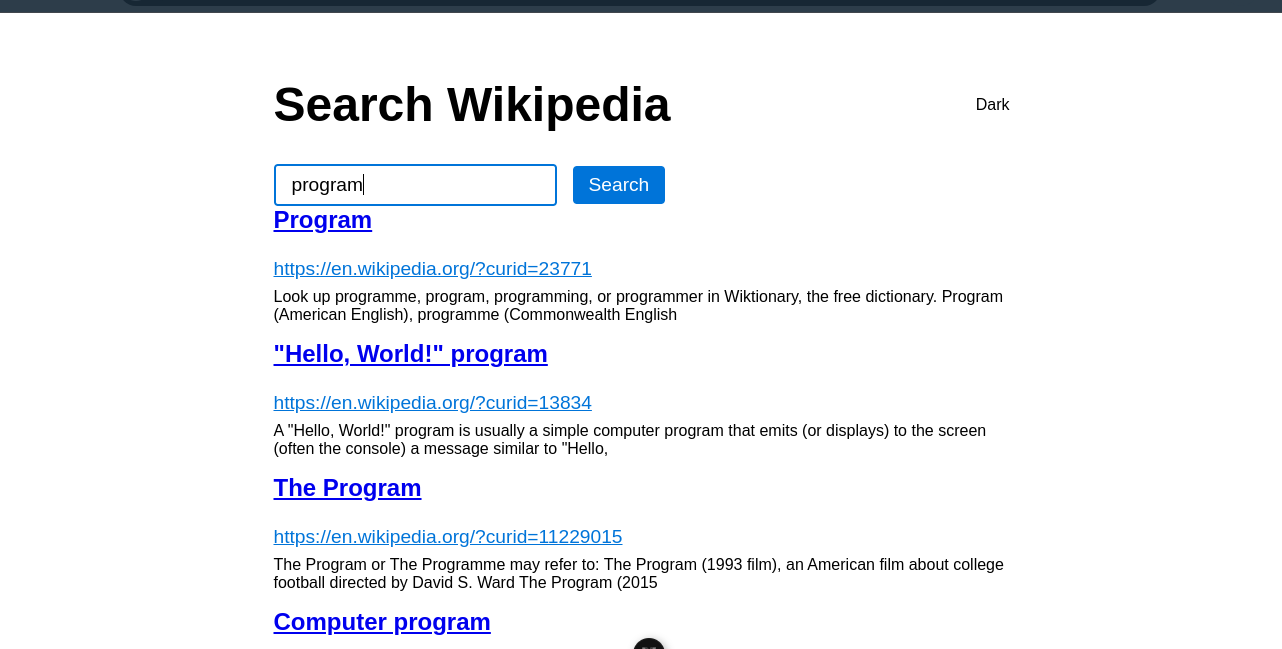 Search Wikipedia
Dark
program
Search
Program
https://en.wikipedia.org/?curid=23771
Look up programme, program, programming, or programmer in Wiktionary, the free dictionary. Program
(American English), programme (Commonwealth English
"Hello, World!" program
https://en.wikipedia.org/?curid=13834
A "Hello, World!" program is usually a simple computer program that emits (or displays) to the screen
(often the console) a message similar to "Hello,
The Program
https://en.wikipedia.org/?curid=11229015
The Program or The Programme may refer to: The Program (1993 film), an American film about college
football directed by David S. Ward The Program (2015
Computer program